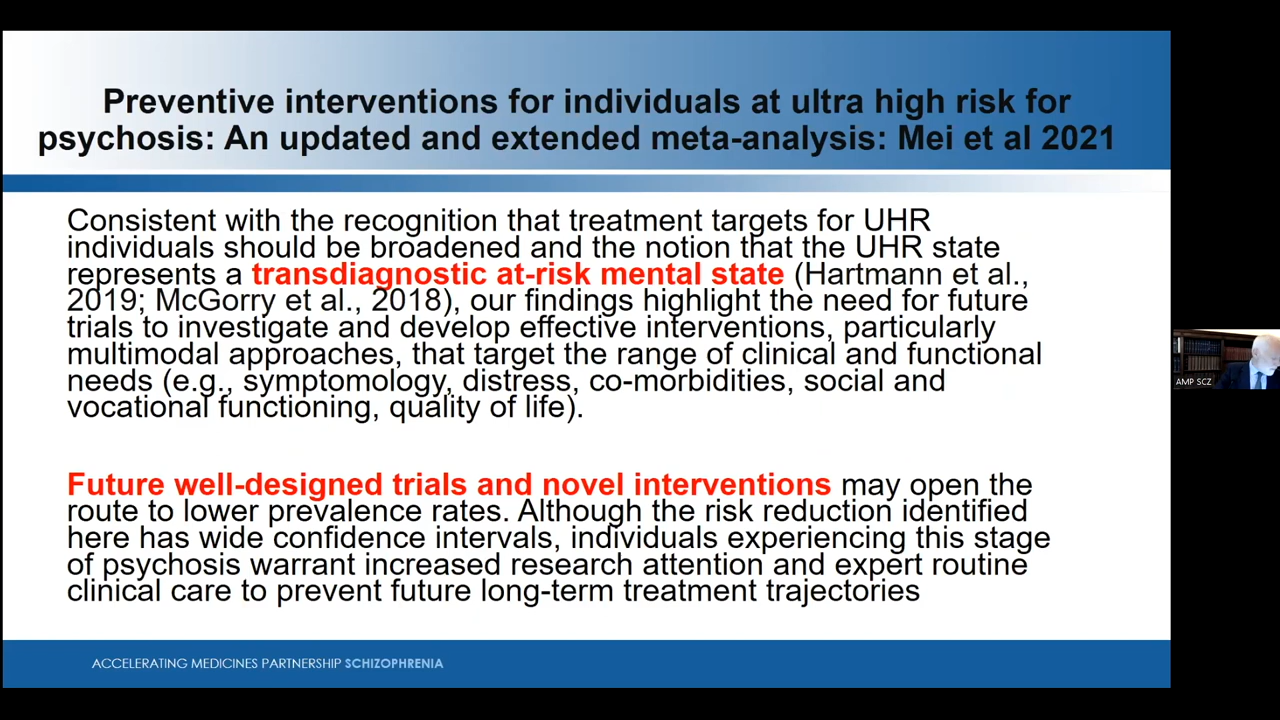 Preventive interventions for individuals at ultra high risk for
psychosis: An updated and extended meta-analysis: Mei et al 2021
Consistent with the recognition that treatment targets for UHR
individuals should be broadened and the notion that the UHR state
represents a transdiagnostic at-risk mental state (Hartmann et al.,
2019; McGorry et al., 2018), our findings highlight the need for future
trials to investigate and develop effective interventions, particularly
multimodal approaches, that target the range of clinical and functional
needs (e.g., symptomology, distress, co-morbidities, social and
vocational functioning, quality of life).
Future well-designed trials and novel interventions may open the
route to lower prevalence rates. Although the risk reduction identified
here has wide confidence intervals, individuals experiencing this stage
of psychosis warrant increased research attention and expert routine
clinical care to prevent future long-term treatment trajectories
ACCELERATING MEDICINES PARTNERSHIP SCHIZOPHRENIA
AMP SCZ